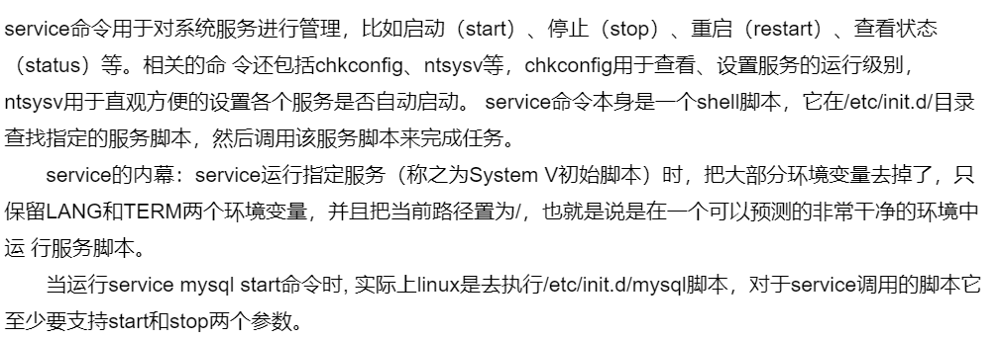 service命令用于对系统服务进行管理，比如启动（start）、停止（stop）、重启（restart）、查看状态
（status）等。相关的命 令还包括chkconfig、ntsysv等，chkconfig用于查看、设置服务的运行级别，
ntsysv用于直观方便的设置各个服务是否自动启动。 service命令本身是一个shell脚本，它在/etc/init.d/目录
查找指定的服务脚本，然后调用该服务脚本来完成任务。
service的内幕：service运行指定服务（称之为System V初始脚本）时，把大部分环境变量去掉了，只
保留LANG和TERM两个环境变量，并且把当前路径置为/，也就是说是在一个可以预测的非常干净的环境中
运 行服务脚本。
当运行service mysql start命令时, 实际上linux是去执行/etc/init.d/mysql脚本，对于service调用的脚本它
至少要支持start和stop两个参数。